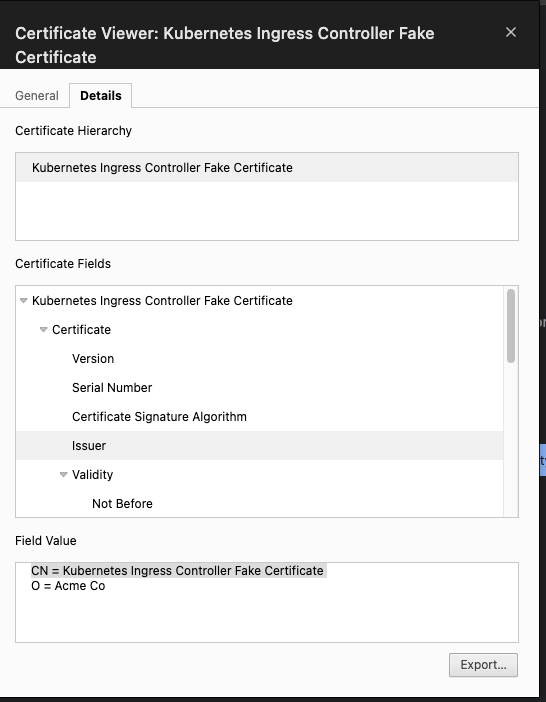 Certificate Viewer: Kubernetes Ingress Controller Fake
Certificate
General
Details
Certificate Hierarchy
Kubernetes Ingress Controller Fake Certificate
Certificate Fields
Kubernetes Ingress Controller Fake Certificate
Certificate
Version
Serial Number
Certificate Signature Algorithm
Issuer
Validity
Not Before
Field Value
CN = Kubernetes Ingress Controller Fake Certificate
O = Acme Co
Export...